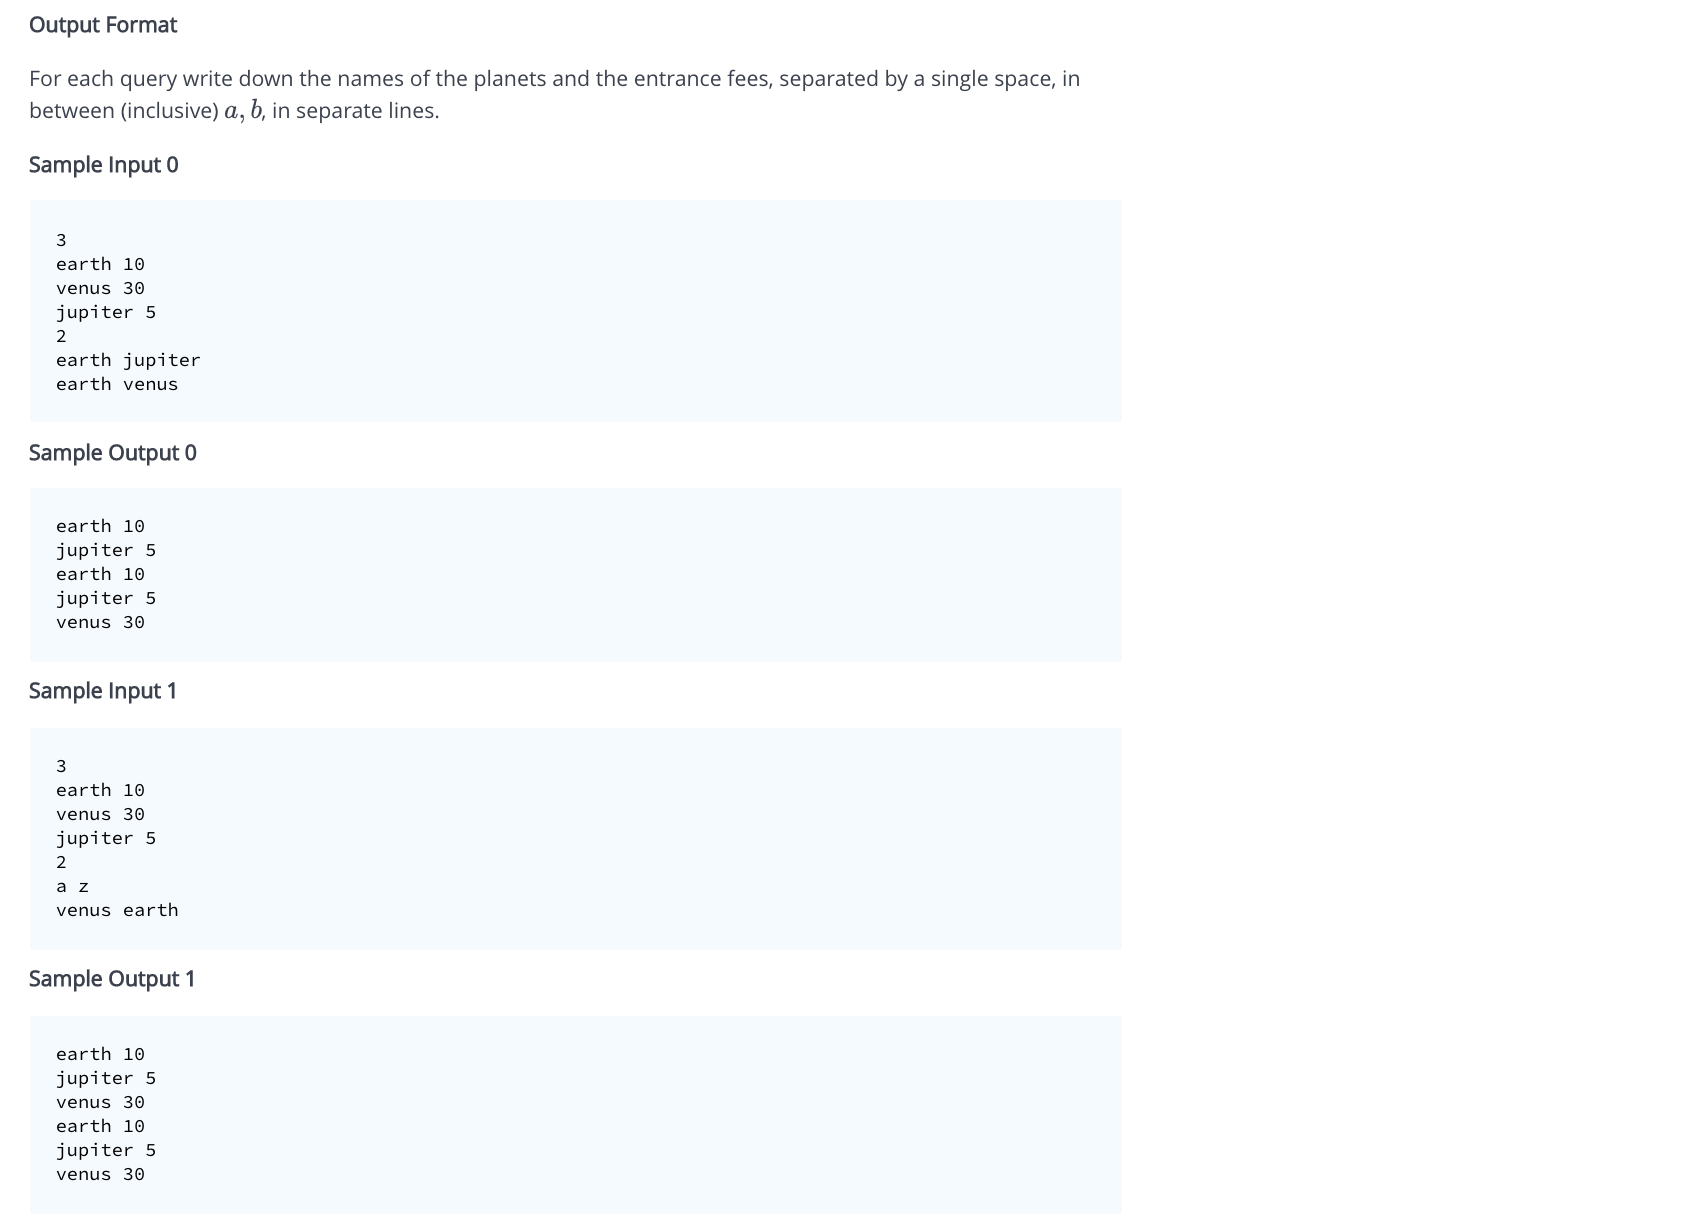 Output Format
For each query write down the names of the planets and the entrance fees, separated by a single space, in
between (inclusive) a, b, in separate lines.
Sample Input 0
3
earth 10
venus 30
jupiter 5
2
earth jupiter
earth venus
Sample Output 0
earth 10
jupiter 5
earth 10
jupiter 5
venus 30
Sample Input 1
3
earth 10
venus 30
jupiter 5
2
a z
venus earth
Sample Output 1
earth 10
jupiter 5
venus 30
earth 10
jupiter 5
venus 30